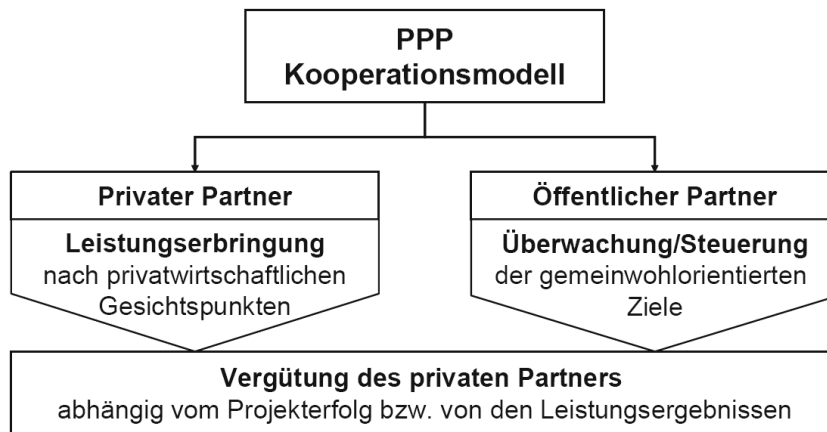 PPP
Kooperationsmodell
Privater Partner
Leistungserbringung
nach privatwirtschaftlichen
Gesichtspunkten
Öffentlicher Partner
Überwachung/Steuerung
der gemeinwohlorientierten
Ziele
Vergütung des privaten Partners
abhängig vom Projekterfolg bzw. von den Leistungsergebnissen